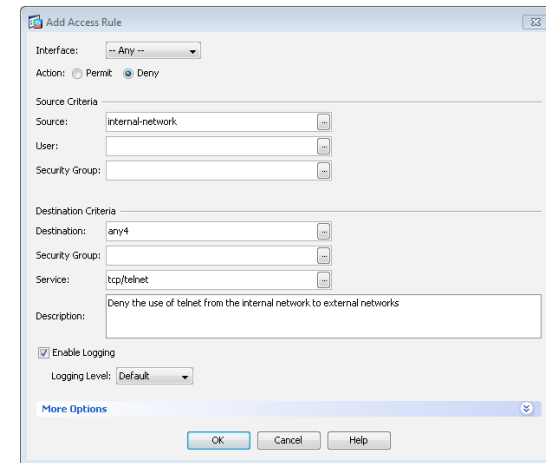 Add Access Rule
Interface: -- Any --
Action: Permit Deny
Source Criteria
Source: internal-network ...
User: ...
Security Group: ...
Destination Criteria
Destination: any4 ...
Security Group: ...
Service: tcp/telnet ...
Deny the use of telnet from the internal network to external networks
Description:
Enable Logging
Logging Level: Default
More Options
OK Cancel Help